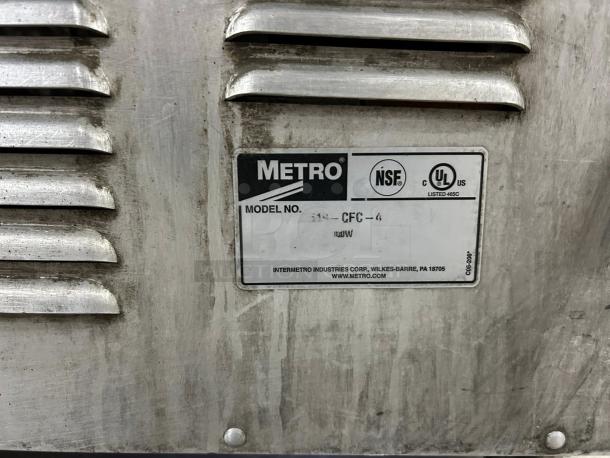 METRO®
NSF®
C UL® US
LISTED 465C
MODEL NO. -CFC-4
INTERMETRO INDUSTRIES CORP., WILKES-BARRE, PA 18705
WWW.METRO.COM